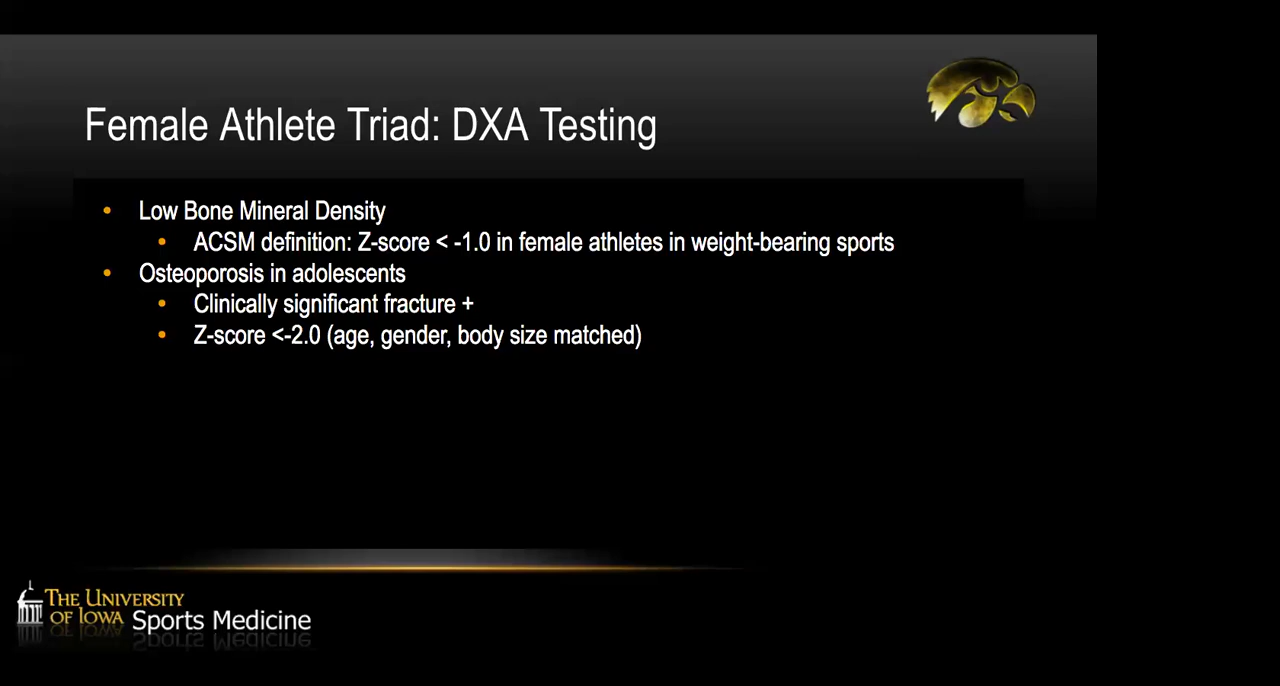 Female Athlete Triad: DXA Testing
• Low Bone Mineral Density
• ACSM definition: Z-score < -1.0 in female athletes in weight-bearing sports
• Osteoporosis in adolescents
• Clinically significant fracture +
• Z-score <-2.0 (age, gender, body size matched)
THE UNIVERSITY
OF IOWA Sports Medicine